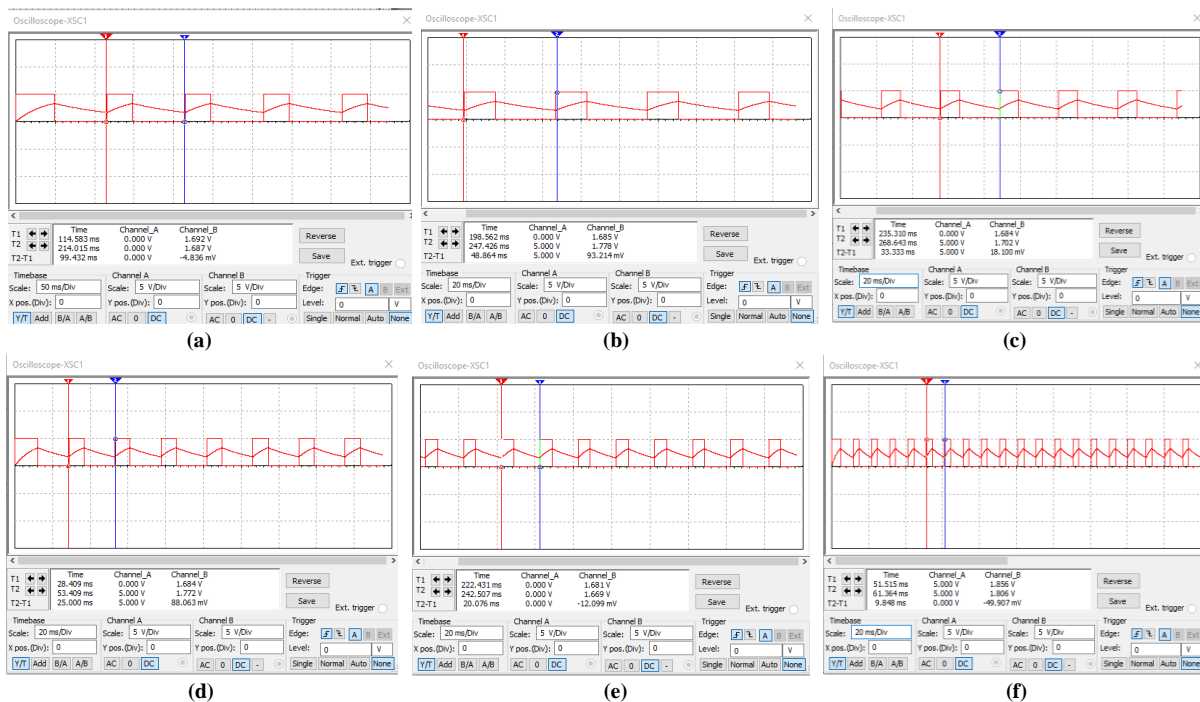 Oscilloscope-XSC1
T1
T2
T2-T1
Time Channel_A Channel_B
114.583 ms 0.000 V 1.692 V
214.015 ms 0.000 V 1.687 V
99.432 ms 0.000 V -4.836 mV
Reverse
Save
Ext. trigger
Timebase Channel A Channel B Trigger
Scale: 50 ms/Div Scale: 5 V/Div Scale: 5 V/Div Edge: A B Ext
X pos.(Div): 0 Y pos.(Div): 0 Y pos.(Div): 0 Level: 0 V
Y/T Add B/A A/B AC 0 DC AC 0 DC - Single Normal Auto None
(a)
Oscilloscope-XSC1
T1
T2
T2-T1
Time Channel_A Channel_B
198.562 ms 0.000 V 1.685 V
247.426 ms 5.000 V 1.778 V
48.864 ms 5.000 V 93.214 mV
Reverse
Save
Ext. trigger
Timebase Channel A Channel B Trigger
Scale: 20 ms/Div Scale: 5 V/Div Scale: 5 V/Div Edge: A B Ext
X pos.(Div): 0 Y pos.(Div): 0 Y pos.(Div): 0 Level: 0 V
Y/T Add B/A A/B AC 0 DC AC 0 DC - Single Normal Auto None
(b)
Oscilloscope-XSC1
T1
T2
T2-T1
Time Channel_A Channel_B
235.310 ms 0.000 V 1.684 V
268.643 ms 5.000 V 1.702 V
33.333 ms 5.000 V 18.100 mV
Reverse
Save
Ext. trigger
Timebase Channel A Channel B Trigger
Scale: 20 ms/Div Scale: 5 V/Div Scale: 5 V/Div Edge: A B Ext
X pos.(Div): 0 Y pos.(Div): 0 Y pos.(Div): 0 Level: 0 V
Y/T Add B/A A/B AC 0 DC AC 0 DC - Single Normal Auto None
(c)
Oscilloscope-XSC1
T1
T2
T2-T1
Time Channel_A Channel_B
28.409 ms 0.000 V 1.684 V
53.409 ms 5.000 V 1.772 V
25.000 ms 5.000 V 88.063 mV
Reverse
Save
Ext. trigger
Timebase Channel A Channel B Trigger
Scale: 20 ms/Div Scale: 5 V/Div Scale: 5 V/Div Edge: A B Ext
X pos.(Div): 0 Y pos.(Div): 0 Y pos.(Div): 0 Level: 0 V
Y/T Add B/A A/B AC 0 DC AC 0 DC - Single Normal Auto None
(d)
Oscilloscope-XSC1
T1
T2
T2-T1
Time Channel_A Channel_B
222.431 ms 0.000 V 1.681 V
242.507 ms 0.000 V 1.669 V
20.076 ms 0.000 V -12.099 mV
Reverse
Save
Ext. trigger
Timebase Channel A Channel B Trigger
Scale: 20 ms/Div Scale: 5 V/Div Scale: 5 V/Div Edge: A B Ext
X pos.(Div): 0 Y pos.(Div): 0 Y pos.(Div): 0 Level: 0 V
Y/T Add B/A A/B AC 0 DC AC 0 DC - Single Normal Auto None
(e)
Oscilloscope-XSC1
T1
T2
T2-T1
Time Channel_A Channel_B
51.515 ms 5.000 V 1.856 V
61.364 ms 5.000 V 1.806 V
9.848 ms 0.000 V -49.907 mV
Reverse
Save
Ext. trigger
Timebase Channel A Channel B Trigger
Scale: 20 ms/Div Scale: 5 V/Div Scale: 5 V/Div Edge: A B Ext
X pos.(Div): 0 Y pos.(Div): 0 Y pos.(Div): 0 Level: 0 V
Y/T Add B/A A/B AC 0 DC AC 0 DC - Single Normal Auto None
(f)